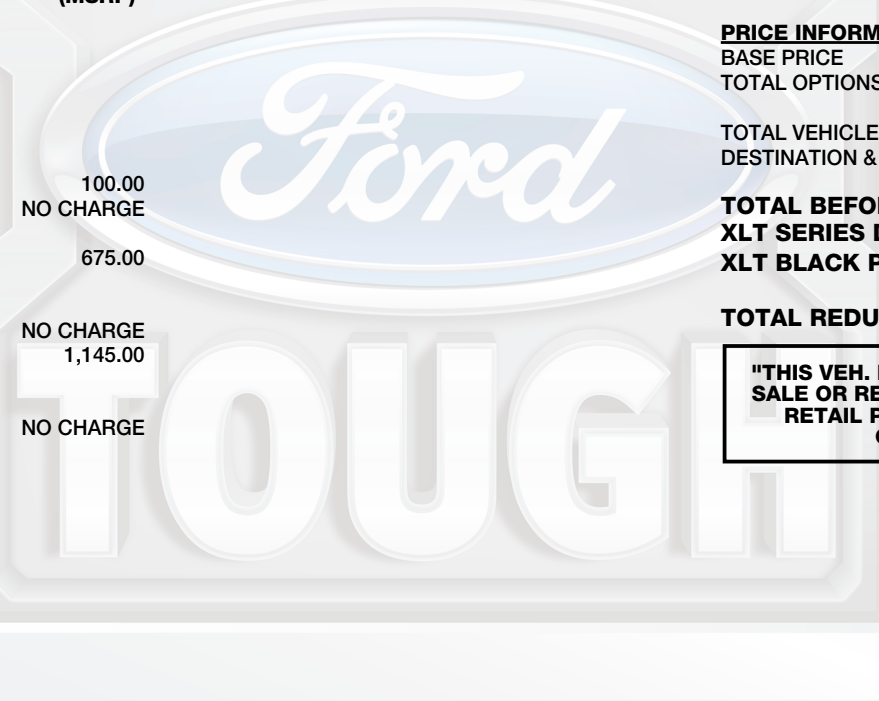 (MSRP)
100.00
NO CHARGE
675.00
NO CHARGE
1,145.00
NO CHARGE
Ford
TOUGH
PRICE INFORM
BASE PRICE
TOTAL OPTIONS
TOTAL VEHICLE
DESTINATION &
TOTAL BEFO
XLT SERIES
XLT BLACK P
TOTAL REDU
"THIS VEH.
SALE OR RE
RETAIL P